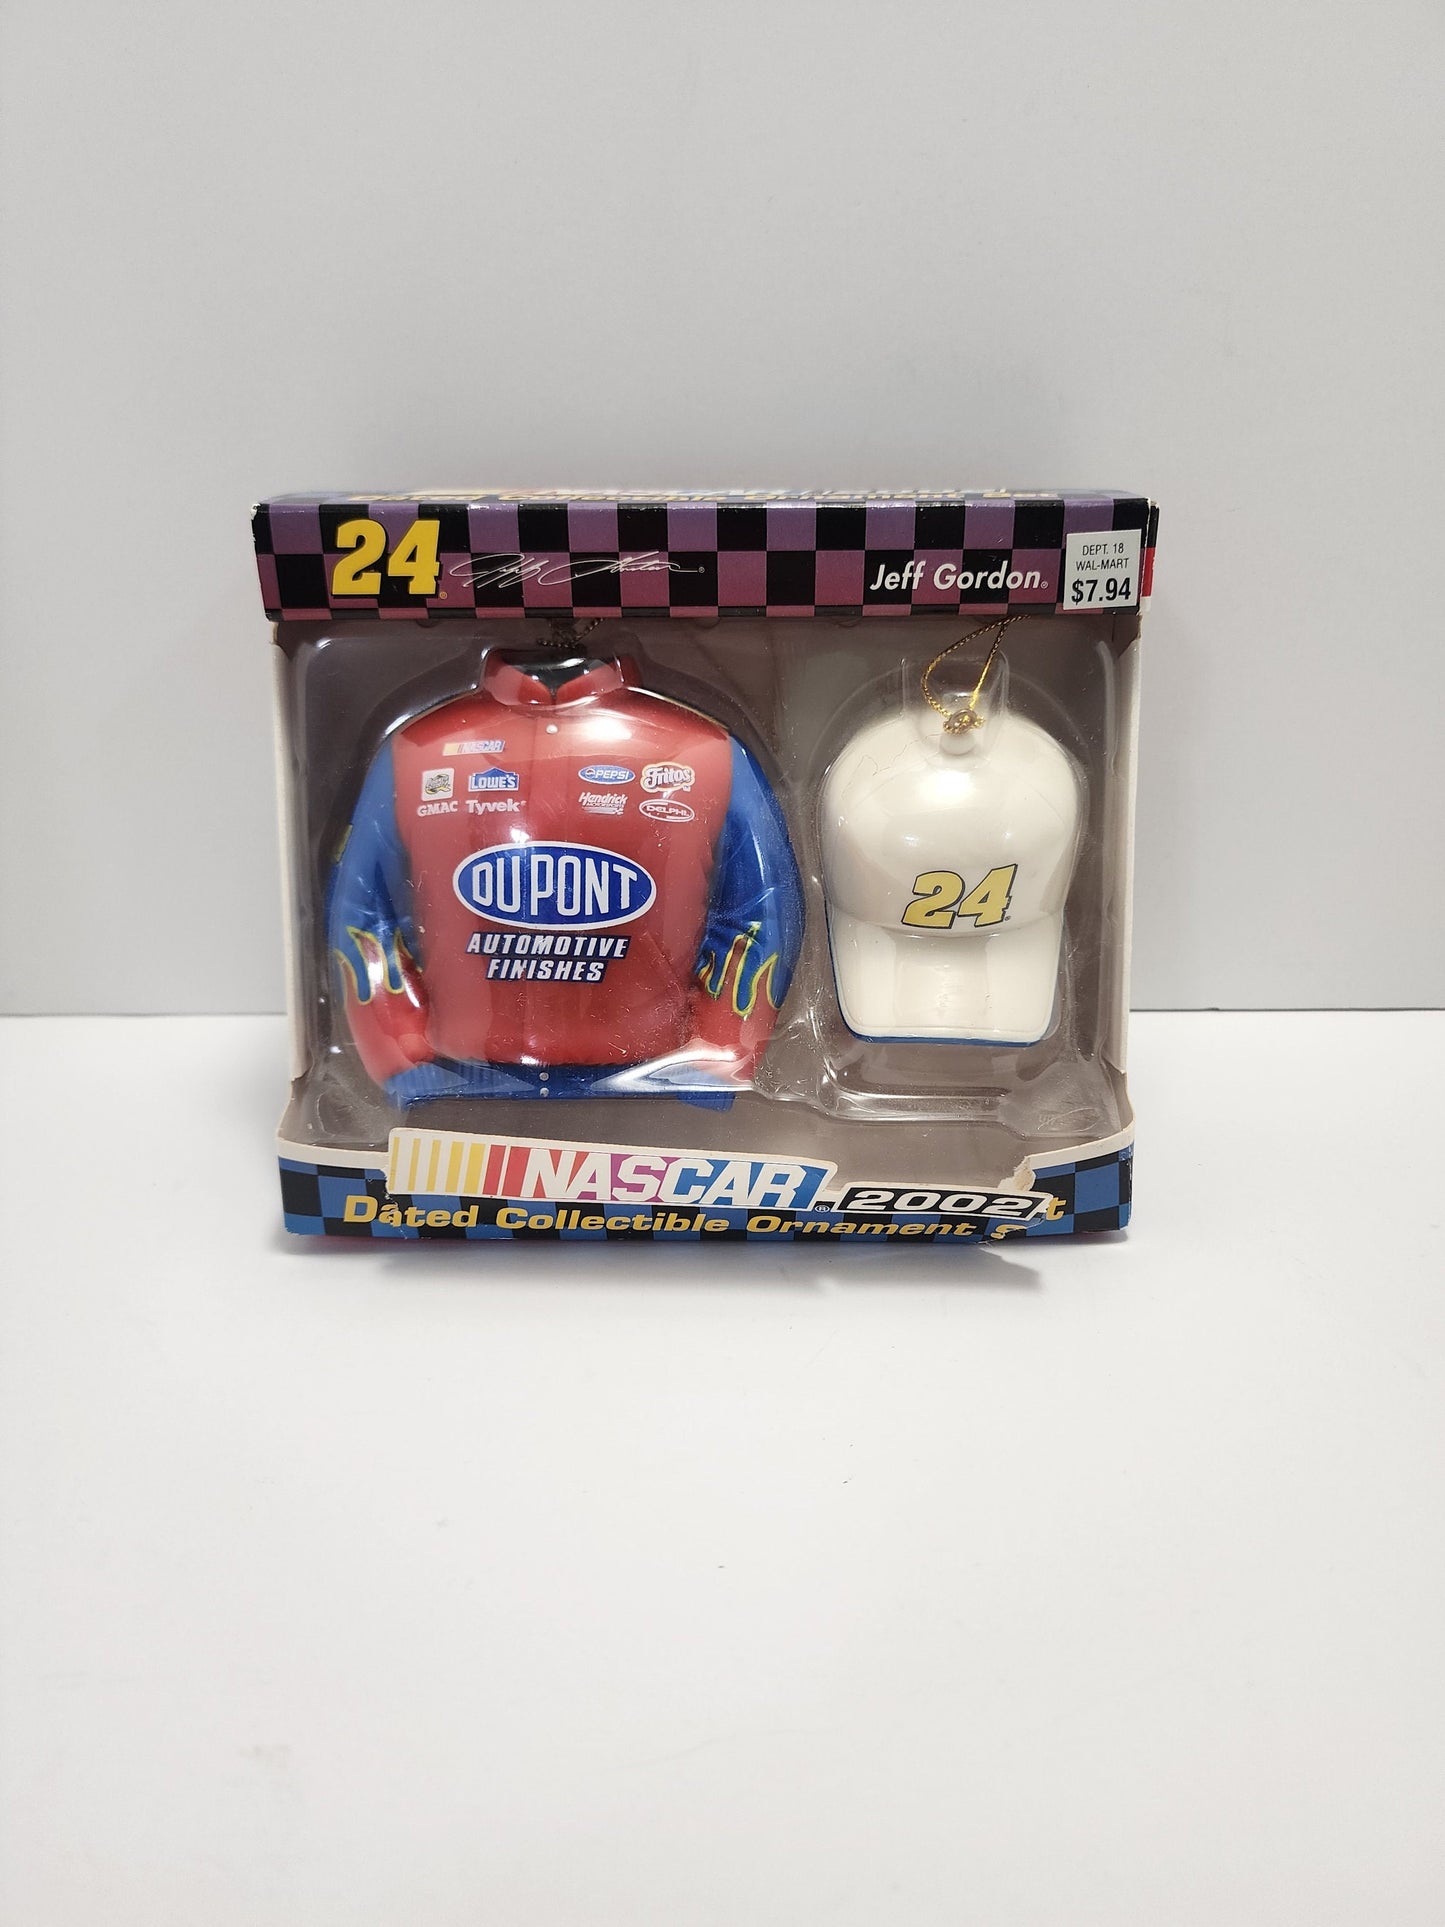 24
Jeff Gordon®
DEPT. 18
WAL-MART
$7.94
NASCAR
LOWE'S
GMAC Tyvek
PEPSI Fritos
Hendrick
DELPHI
DUPONT
AUTOMOTIVE
FINISHES
24
NASCAR® 2002
Dated Collectible Ornament S t